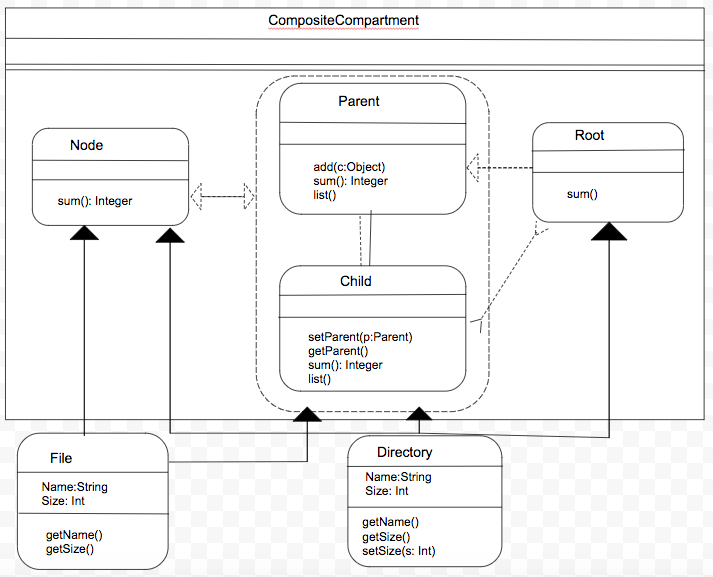 CompositeCompartment
Parent
add(c:Object)
sum(): Integer
list()
Node
sum(): Integer
Root
sum()
Child
setParent(p:Parent)
getParent()
sum(): Integer
list()
File
Name:String
Size: Int
getName()
getSize()
Directory
Name:String
Size: Int
getName()
getSize()
setSize(s: Int)